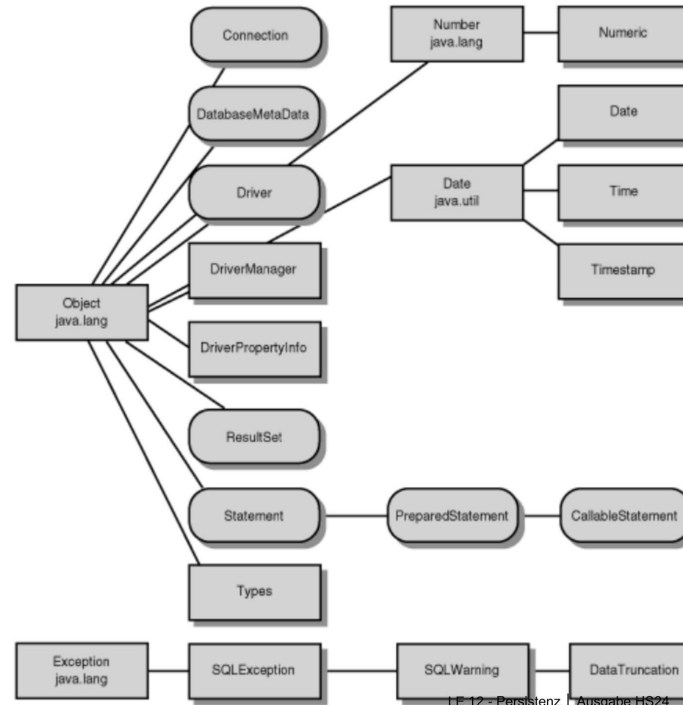 Connection
Number
java.lang
Numeric
DatabaseMetaData
Date
Driver
Date
java.util
Time
DriverManager
Timestamp
Object
java.lang
DriverPropertyInfo
ResultSet
Statement
PreparedStatement
CallableStatement
Types
Exception
java.lang
SQLException
SQLWarning
DataTruncation
LE 12 - Persistenz | Ausgabe HS24